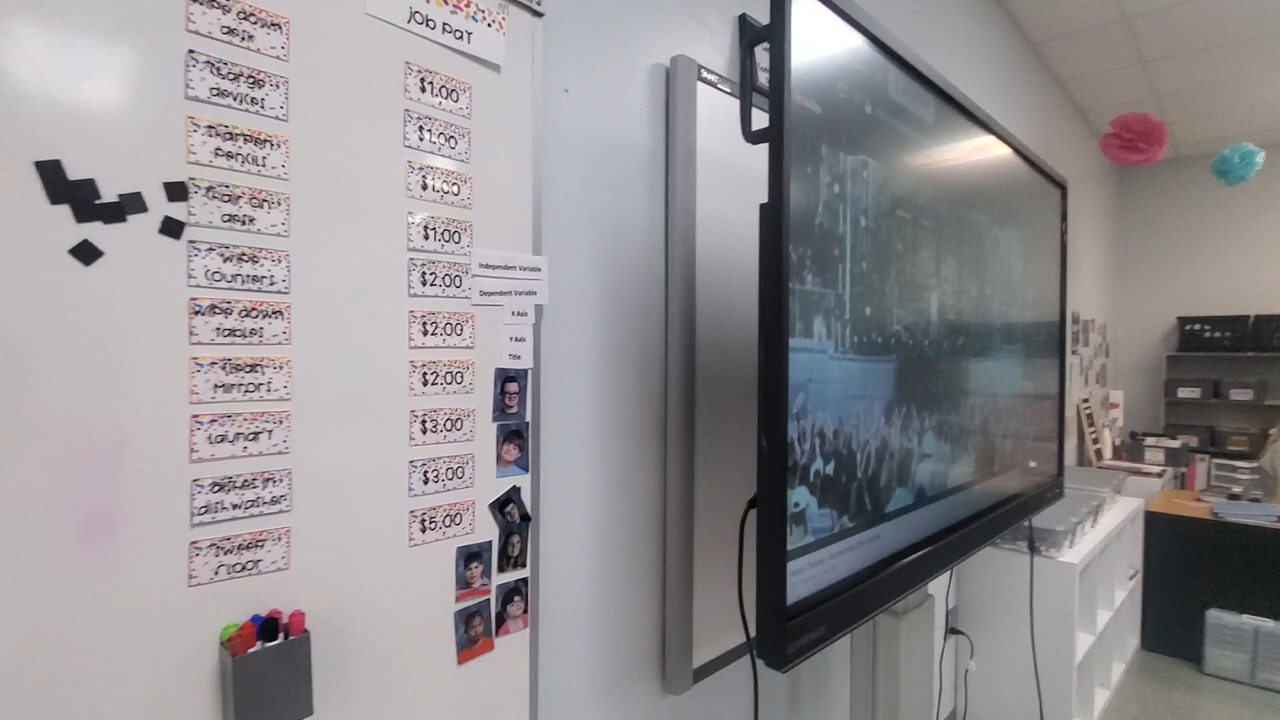 wipe down
desk
job pay
charge
devices
sharpen
pencils
chair on
desk
wipe
counters
wipe down
tables
clean
mirrors
laundry
dishes in
dishwasher
sweep
floor
$1.00
$1.00
$1.00
$1.00
$2.00
$2.00
$2.00
$3.00
$3.00
$5.00
Independent Variable
Dependent Variable
X Axis
Y Axis
Title
SMART